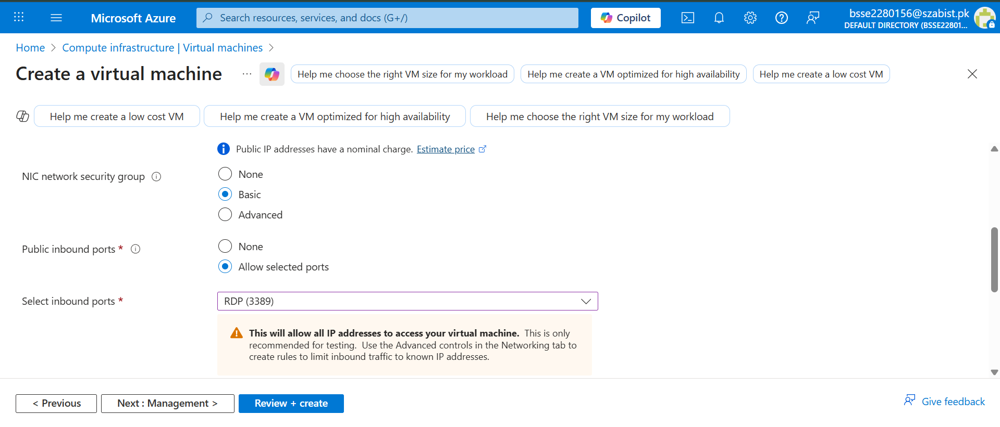 Microsoft Azure
Search resources, services, and docs (G+/)
Copilot
bsse2280156@szabist.pk
DEFAULT DIRECTORY (BSSE22801...
Home > Compute infrastructure | Virtual machines >
Create a virtual machine
...
Help me choose the right VM size for my workload
Help me create a VM optimized for high availability
Help me create a low cost VM
Help me create a low cost VM
Help me create a VM optimized for high availability
Help me choose the right VM size for my workload
Public IP addresses have a nominal charge. Estimate price
NIC network security group
None
Basic
Advanced
Public inbound ports *
None
Allow selected ports
Select inbound ports *
RDP (3389)
This will allow all IP addresses to access your virtual machine. This is only
recommended for testing. Use the Advanced controls in the Networking tab to
create rules to limit inbound traffic to known IP addresses.
< Previous
Next : Management >
Review + create
Give feedback